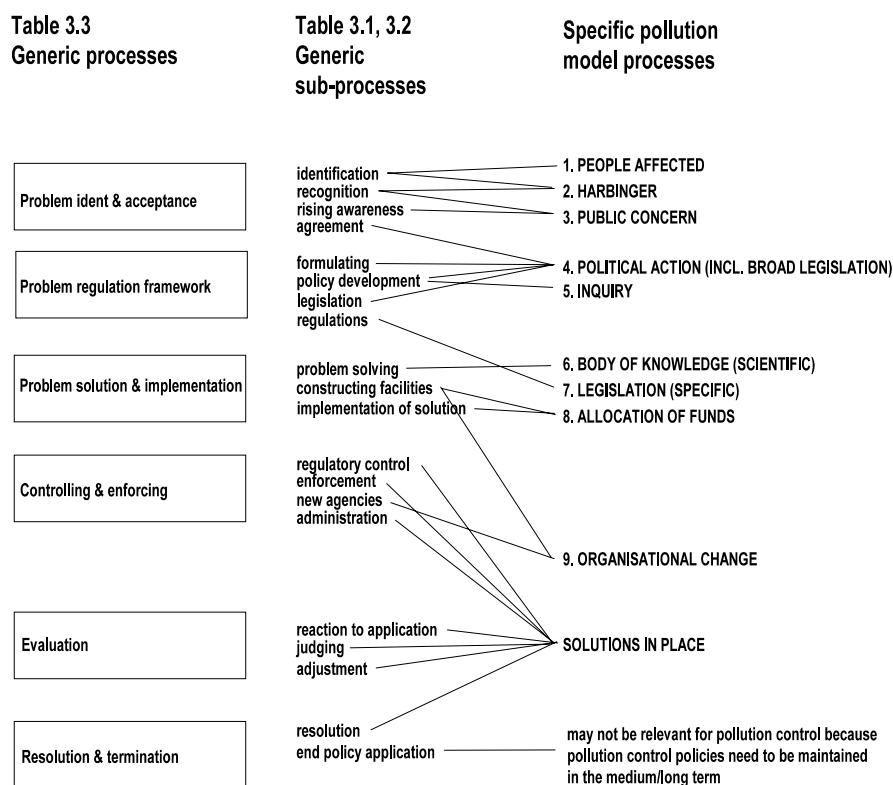 Table 3.3
Generic processes
Table 3.1, 3.2
Generic
sub-processes
Specific pollution
model processes
Problem ident & acceptance
identification
recognition
rising awareness
agreement
1. PEOPLE AFFECTED
2. HARBINGER
3. PUBLIC CONCERN
Problem regulation framework
formulating
policy development
legislation
regulations
4. POLITICAL ACTION (INCL. BROAD LEGISLATION)
5. INQUIRY
Problem solution & implementation
problem solving
constructing facilities
implementation of solution
6. BODY OF KNOWLEDGE (SCIENTIFIC)
7. LEGISLATION (SPECIFIC)
8. ALLOCATION OF FUNDS
Controlling & enforcing
regulatory control
enforcement
new agencies
administration
9. ORGANISATIONAL CHANGE
Evaluation
reaction to application
judging
adjustment
SOLUTIONS IN PLACE
Resolution & termination
resolution
end policy application
may not be relevant for pollution control because
pollution control policies need to be maintained
in the medium/long term